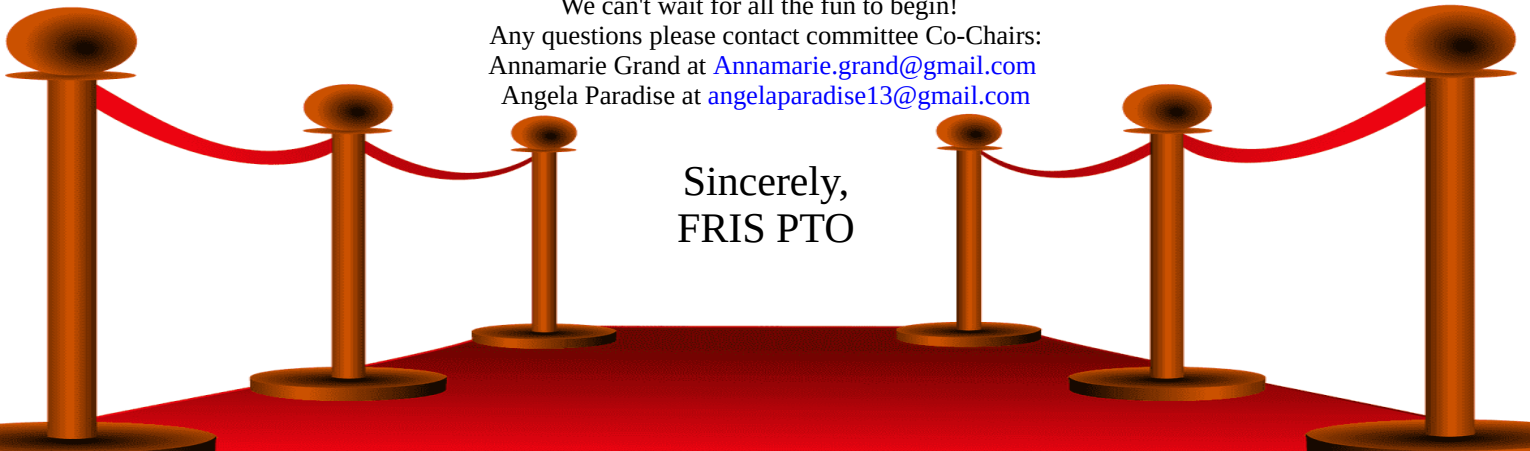 We can't wait for all the fun to begin!
Any questions please contact committee Co-Chairs:
Annamarie Grand at Annamarie.grand@gmail.com
Angela Paradise at angelaparadise13@gmail.com
Sincerely,
FRIS PTO